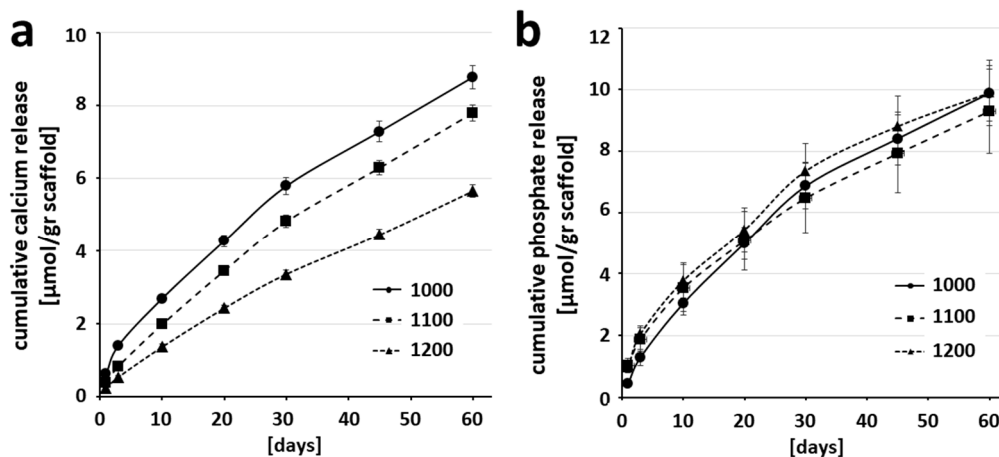 a
cumulative calcium release
[µmol/gr scaffold]
10
8
6
4
2
0
0 10 20 30 40 50 60
[days]
1000
1100
1200
b
cumulative phosphate release
[µmol/gr scaffold]
12
10
8
6
4
2
0
0 10 20 30 40 50 60
[days]
1000
1100
1200